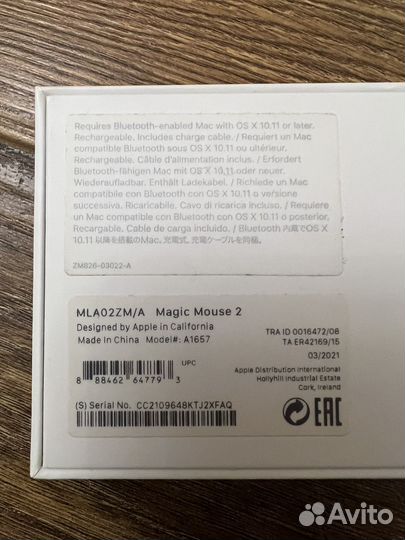 Requires Bluetooth-enabled Mac with OS X 10.11 or later.
Rechargeable. Includes charge cable. / Requiert un Mac
compatible Bluetooth sous OS X 10.11 ou ultérieur.
Rechargeable. Câble d'alimentation inclus. / Erfordert
Bluetooth-fähigen Mac mit OS X 10.11 oder neuer.
Wiederaufladbar. Enthält Ladekabel. / Richiede un Mac
compatibile con Bluetooth con OS X 10.11 o versione
successiva. Ricaricabile. Cavo di ricarica incluso. / Requiere
un Mac compatible con Bluetooth con OS X 10.11 o posterior.
Recargable. Cable de carga incluido. / Bluetooth 内蔵でOS X
10.11 以降を搭載のMac. 充電式. 充電ケーブルを同梱.
ZM826-03022-A
MLA02ZM/A Magic Mouse 2
Designed by Apple in California
Made in China Model#: A1657
UPC
8 88462 64779 3
(S) Serial No. CC2109648KTJ2XFAQ
TRA ID 0016472/08
TA ER42169/15
03/2021
Apple Distribution International
Hollyhill Industrial Estate
Cork, Ireland
EAC
Avito